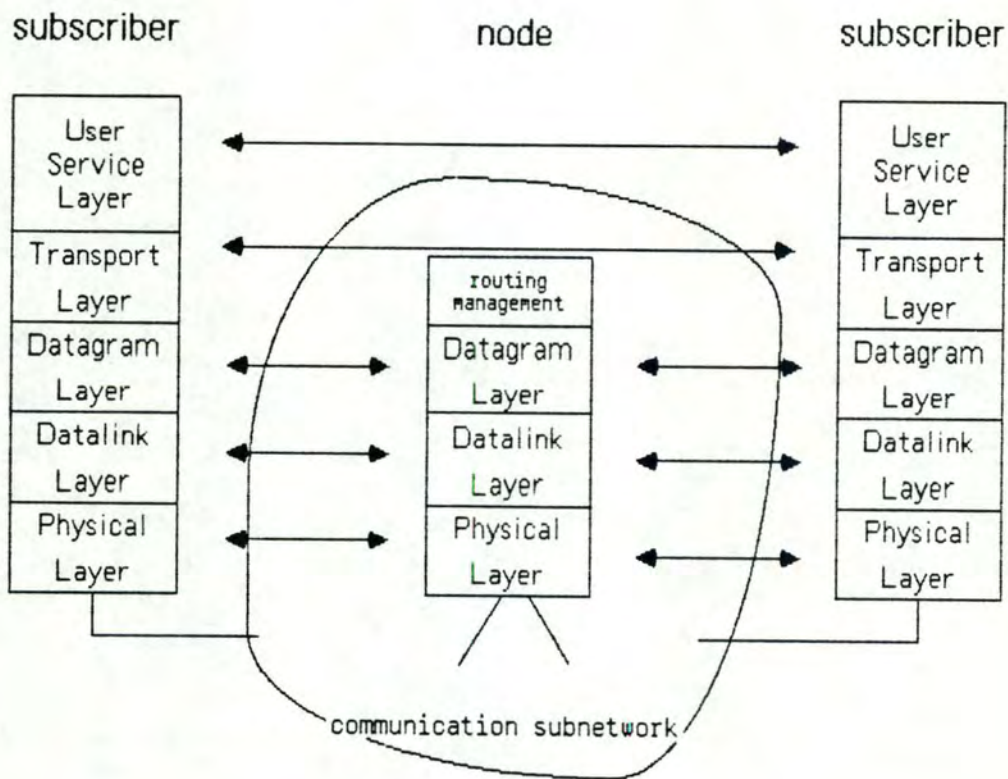 subscriber
node
subscriber
User
Service
Layer
Transport
Layer
Datagram
Layer
Datalink
Layer
Physical
Layer
routing
management
Datagram
Layer
Datalink
Layer
Physical
Layer
User
Service
Layer
Transport
Layer
Datagram
Layer
Datalink
Layer
Physical
Layer
communication subnetwork